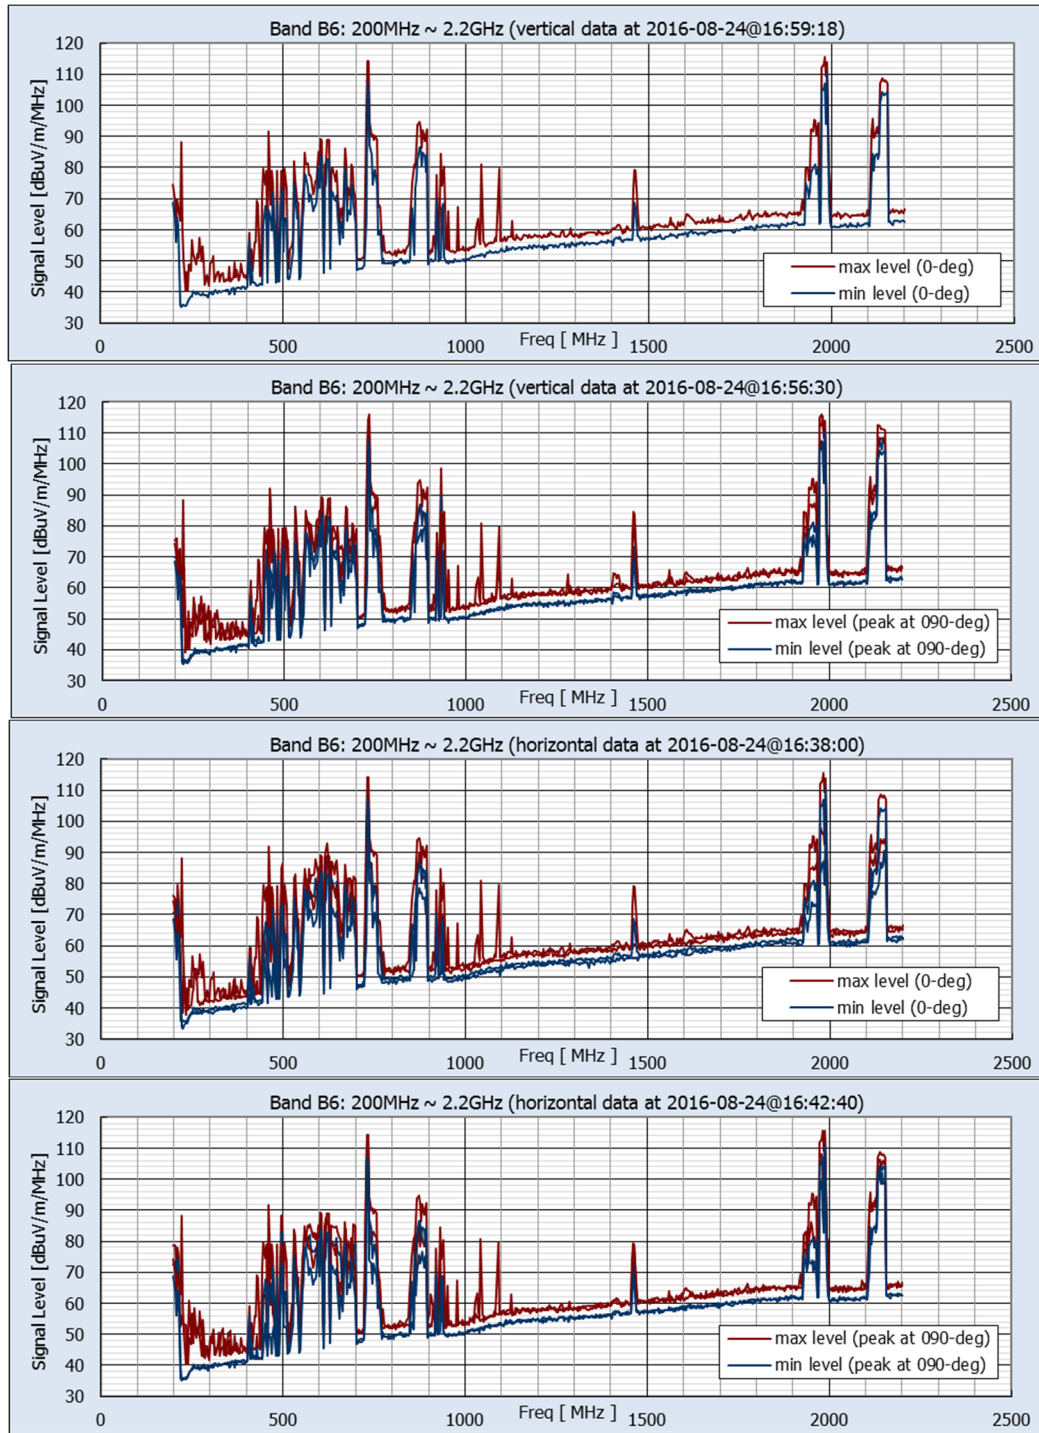 Band B6: 200MHz ~ 2.2GHz (vertical data at 2016-08-24@16:59:18)
Signal Level [dBuV/m/MHz]
120
110
100
90
80
70
60
50
40
30
max level (0-deg)
min level (0-deg)
0 500 1000 1500 2000 2500
Freq [ MHz ]
Band B6: 200MHz ~ 2.2GHz (vertical data at 2016-08-24@16:56:30)
Signal Level [dBuV/m/MHz]
120
110
100
90
80
70
60
50
40
30
max level (peak at 090-deg)
min level (peak at 090-deg)
0 500 1000 1500 2000 2500
Freq [ MHz ]
Band B6: 200MHz ~ 2.2GHz (horizontal data at 2016-08-24@16:38:00)
Signal Level [dBuV/m/MHz]
120
110
100
90
80
70
60
50
40
30
max level (0-deg)
min level (0-deg)
0 500 1000 1500 2000 2500
Freq [ MHz ]
Band B6: 200MHz ~ 2.2GHz (horizontal data at 2016-08-24@16:42:40)
Signal Level [dBuV/m/MHz]
120
110
100
90
80
70
60
50
40
30
max level (peak at 090-deg)
min level (peak at 090-deg)
0 500 1000 1500 2000 2500
Freq [ MHz ]